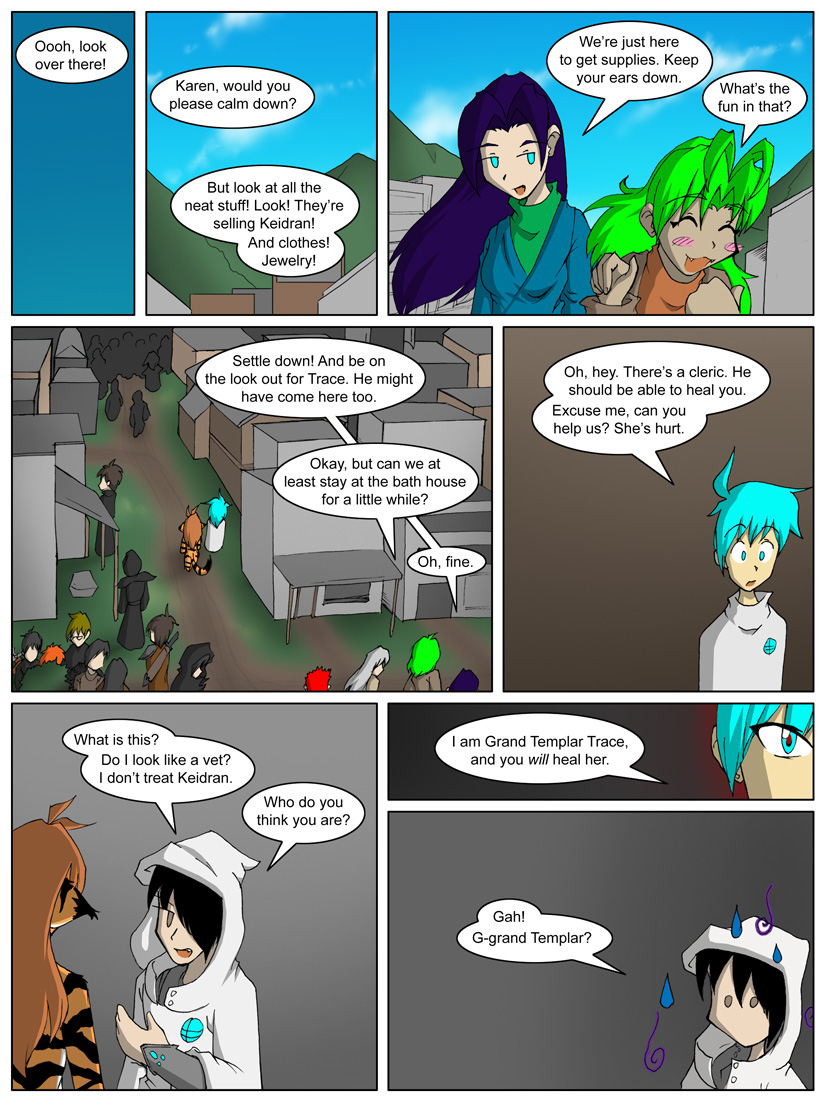 Oooh, look
over there!
Karen, would you
please calm down?
But look at all the
neat stuff! Look! They're
selling Keidran!
And clothes!
Jewelry!
We're just here
to get supplies. Keep
your ears down.
What's the
fun in that?
Settle down! And be on
the look out for Trace. He might
have come here too.
Okay, but can we at
least stay at the bath house
for a little while?
Oh, fine.
Oh, hey. There's a cleric. He
should be able to heal you.
Excuse me, can you
help us? She's hurt.
What is this?
Do I look like a vet?
I don't treat Keidran.
Who do you
think you are?
I am Grand Templar Trace,
and you will heal her.
Gah!
G-grand Templar?